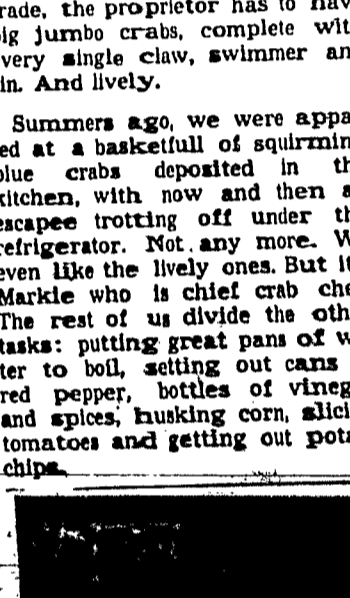 rade, the proprietor has to hav
big jumbo crabs, complete wit
very single claw, swimmer an
in. And lively.
Summers ago, we were appa
ed at a basketfull of squirmin
blue crabs deposited in th
kitchen, with now and then a
escapee trotting off under th
refrigerator. Not any more. W
even like the lively ones. But it
Markie who is chief crab che
The rest of us divide the oth
tasks: putting great pans of w
ter to boil, setting out cans
red pepper, bottles of vineg
and spices, husking corn, slici
tomatoes and getting out pota
chips.